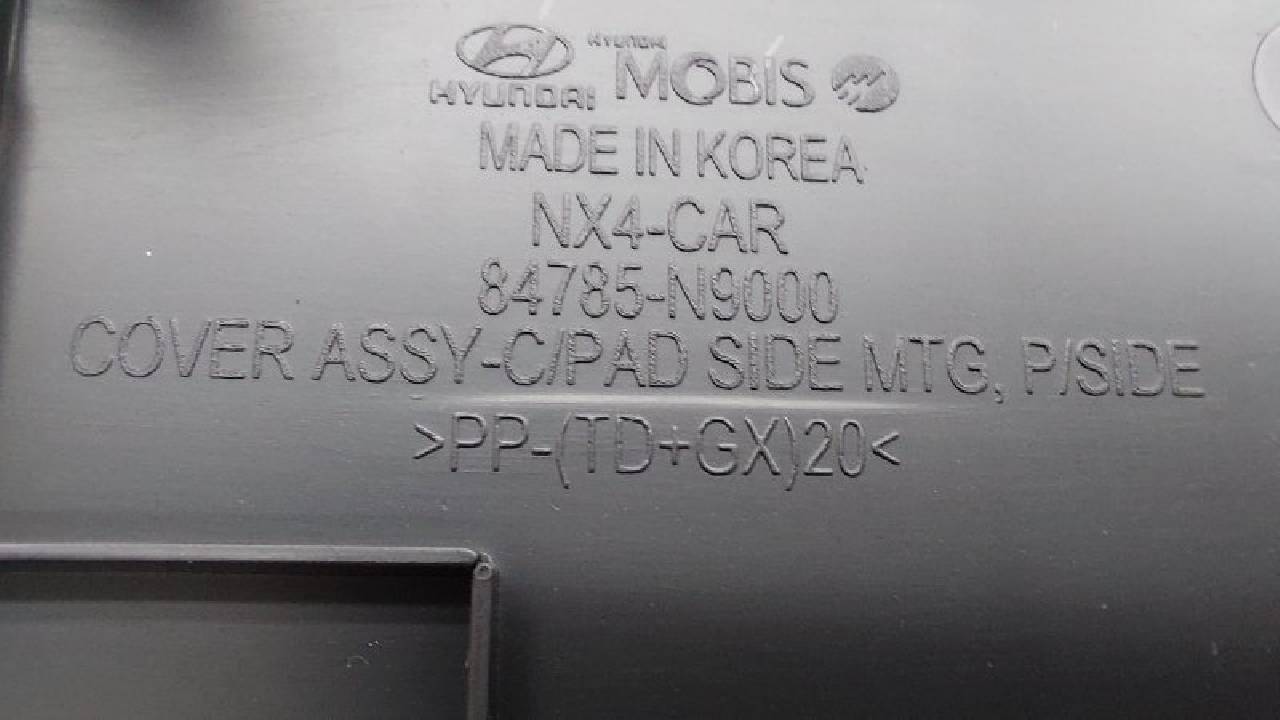 HYUNDAI HYUNDAI MOBIS
MADE IN KOREA
NX4-CAR
84785-N9000
COVER ASSY-C/PAD SIDE MTG, P/SIDE
>PP-(TD+GX)20<